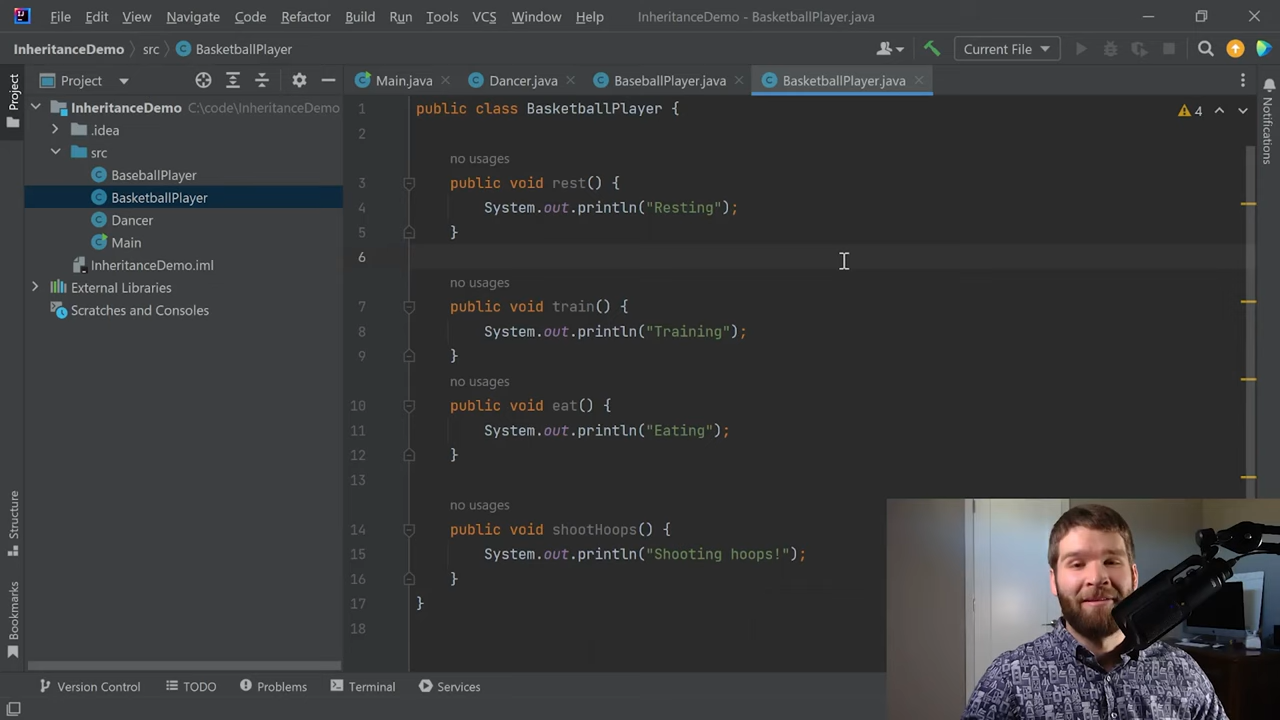 File Edit View Navigate Code Refactor Build Run Tools VCS Window Help InheritanceDemo - BasketballPlayer.java
InheritanceDemo src BasketballPlayer Current File
Project Main.java Dancer.java BaseballPlayer.java BasketballPlayer.java
Project
Structure
Bookmarks
Notifications
InheritanceDemo C:\code\InheritanceDemo
.idea
src
BaseballPlayer
BasketballPlayer
Dancer
Main
InheritanceDemo.iml
External Libraries
Scratches and Consoles
4
1 public class BasketballPlayer {
2
no usages
3 public void rest() {
4 System.out.println("Resting");
5 }
6
no usages
7 public void train() {
8 System.out.println("Training");
9 }
no usages
10 public void eat() {
11 System.out.println("Eating");
12 }
13
no usages
14 public void shootHoops() {
15 System.out.println("Shooting hoops!");
16 }
17 }
18
Version Control TODO Problems Terminal Services